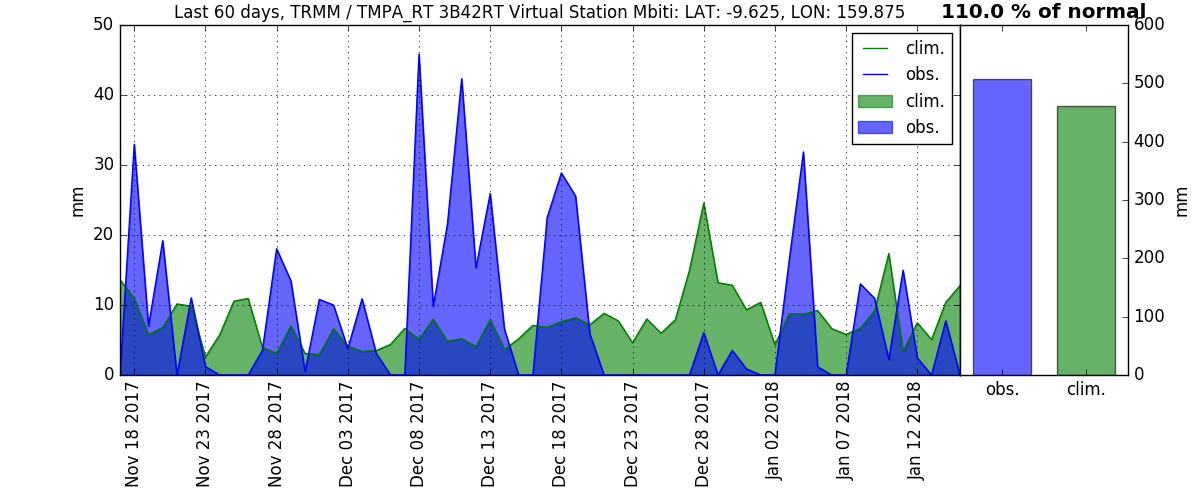 Last 60 days, TRMM / TMPA_RT 3B42RT Virtual Station Mbiti: LAT: -9.625, LON: 159.875
110.0 % of normal
50
40
30
20
10
0
mm
clim.
obs.
clim.
obs.
600
500
400
300
200
100
0
mm
obs.
clim.
Nov 18 2017
Nov 23 2017
Nov 28 2017
Dec 03 2017
Dec 08 2017
Dec 13 2017
Dec 18 2017
Dec 23 2017
Dec 28 2017
Jan 02 2018
Jan 07 2018
Jan 12 2018